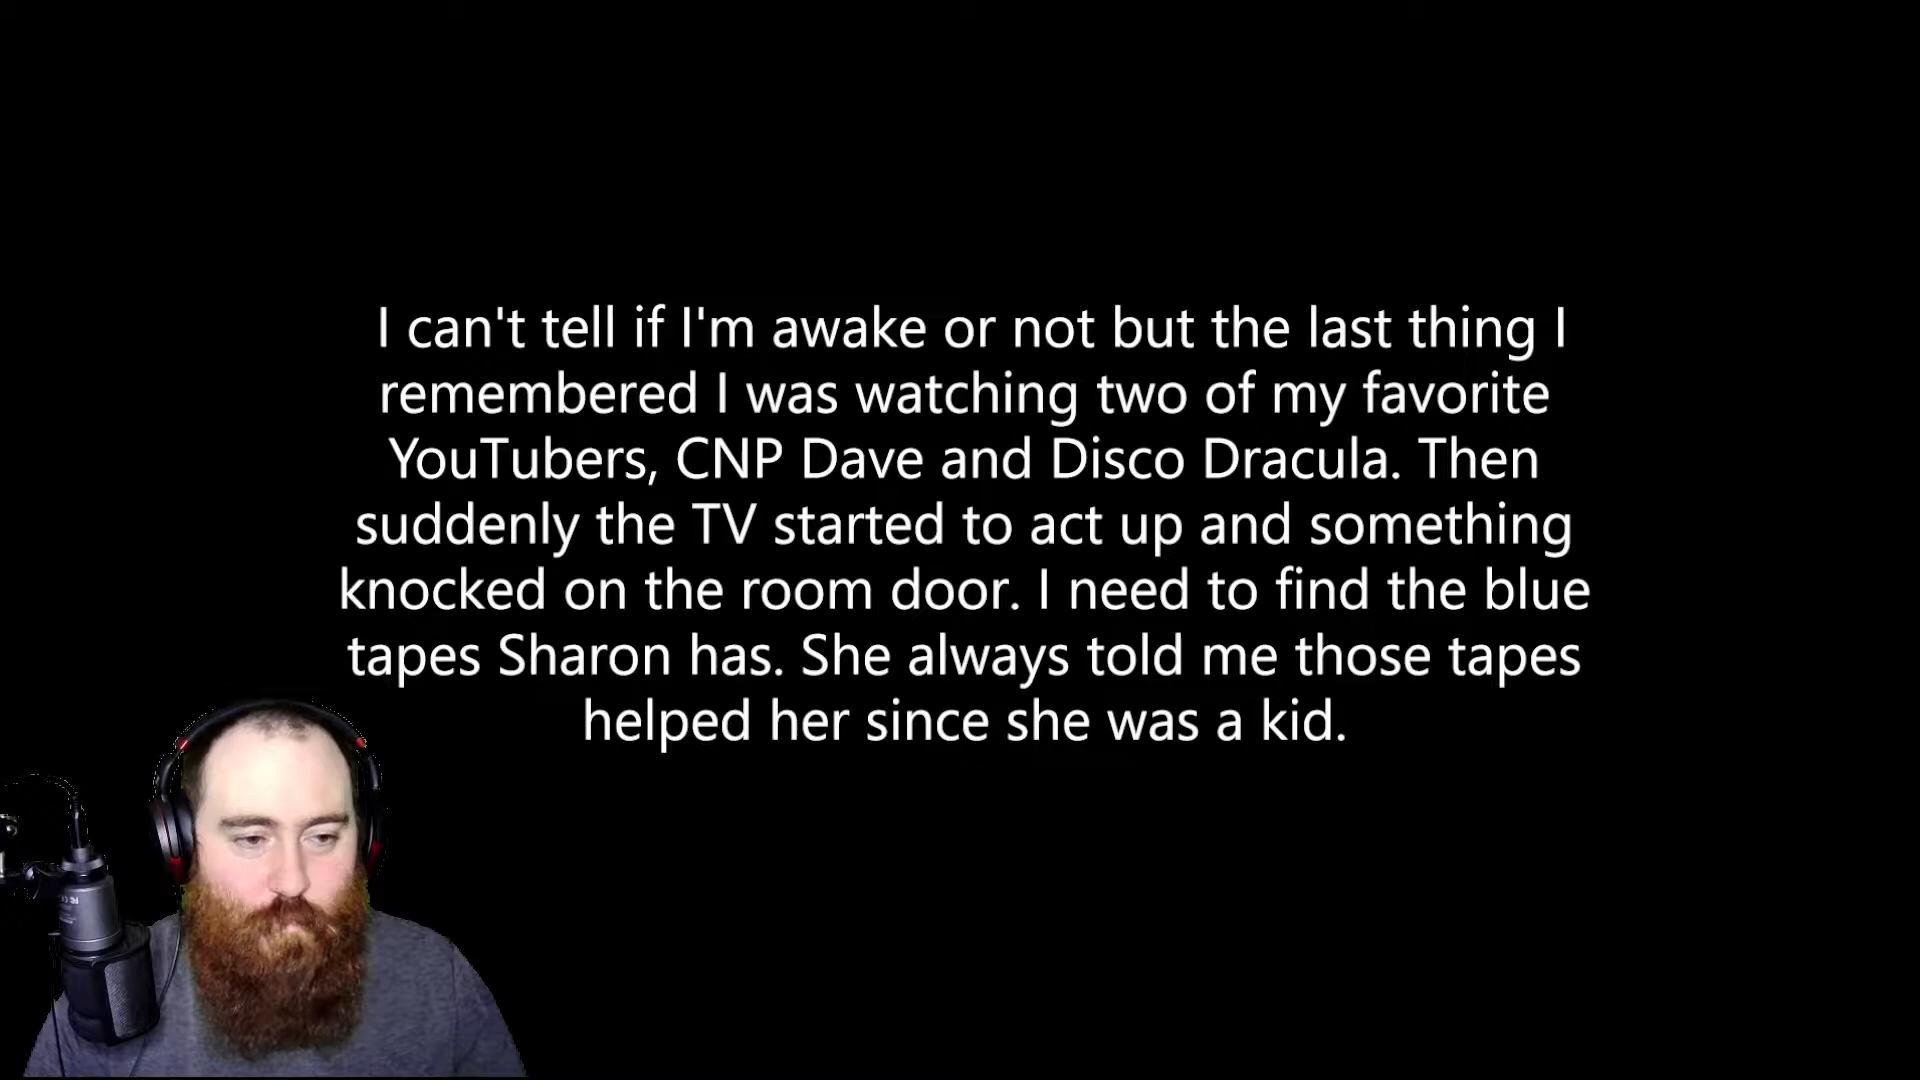 I can't tell if I'm awake or not but the last thing I
remembered I was watching two of my favorite
YouTubers, CNP Dave and Disco Dracula. Then
suddenly the TV started to act up and something
knocked on the room door. I need to find the blue
tapes Sharon has. She always told me those tapes
helped her since she was a kid.